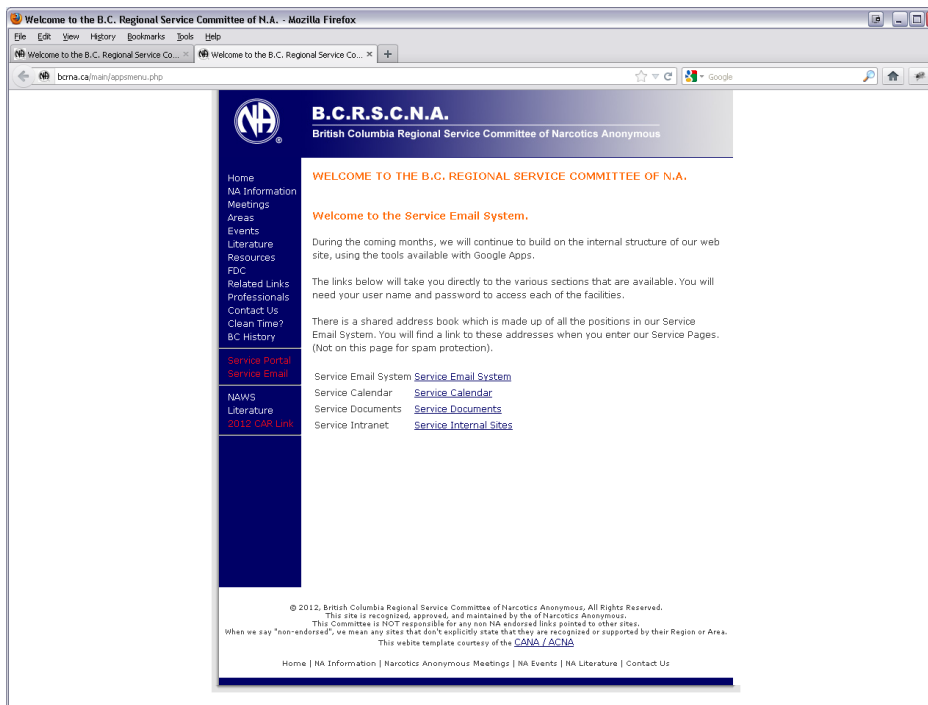 Welcome to the B.C. Regional Service Committee of N.A. - Mozilla Firefox
File Edit View History Bookmarks Tools Help
Welcome to the B.C. Regional Service Co... × Welcome to the B.C. Regional Service Co... × +
bcrna.ca/main/appsmenu.php Google
NA
B.C.R.S.C.N.A.
British Columbia Regional Service Committee of Narcotics Anonymous
Home
NA Information
Meetings
Areas
Events
Literature
Resources
FDC
Related Links
Professionals
Contact Us
Clean Time?
BC History
Service Portal
Service Email
NAWS
Literature
2012 CAR Link
WELCOME TO THE B.C. REGIONAL SERVICE COMMITTEE OF N.A.
Welcome to the Service Email System.
During the coming months, we will continue to build on the internal structure of our web
site, using the tools available with Google Apps.
The links below will take you directly to the various sections that are available. You will
need your user name and password to access each of the facilities.
There is a shared address book which is made up of all the positions in our Service
Email System. You will find a link to these addresses when you enter our Service Pages.
(Not on this page for spam protection).
Service Email System Service Email System
Service Calendar Service Calendar
Service Documents Service Documents
Service Intranet Service Internal Sites
© 2012, British Columbia Regional Service Committee of Narcotics Anonymous, All Rights Reserved.
This site is recognized, approved, and maintained by the of Narcotics Anonymous.
This Committee is NOT responsible for any non NA endorsed links pointed to other sites.
When we say "non-endorsed", we mean any sites that don't explicitly state that they are recognized or supported by their Region or Area.
This webite template courtesy of the CANA / ACNA
Home | NA Information | Narcotics Anonymous Meetings | NA Events | NA Literature | Contact Us